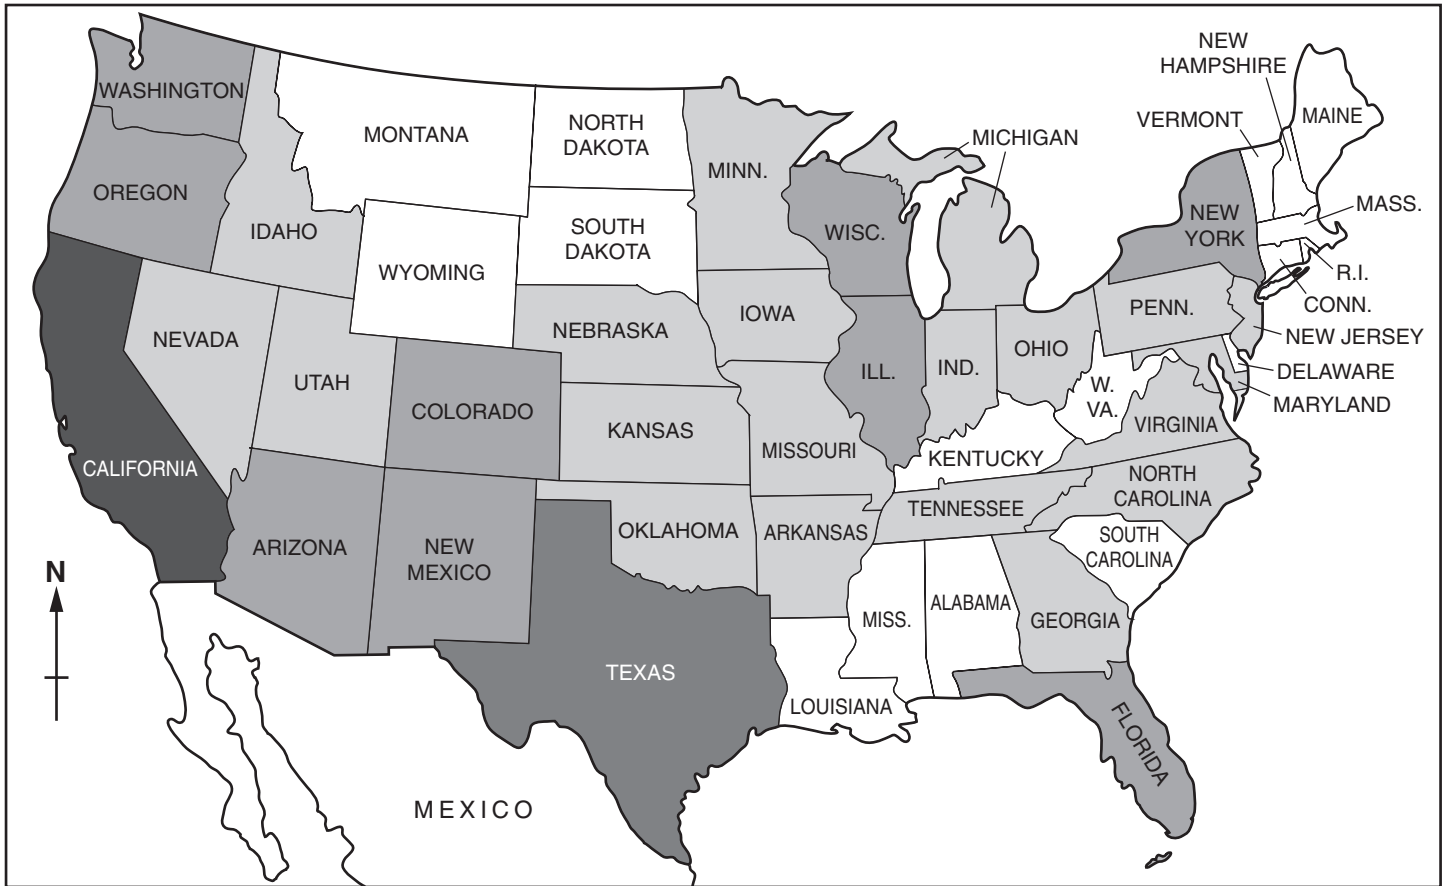 NEW
HAMPSHIRE
WASHINGTON
MONTANA
NORTH
DAKOTA
MINN.
MICHIGAN
VERMONT
MAINE
OREGON
IDAHO
WYOMING
SOUTH
DAKOTA
WISC.
NEW
YORK
MASS.
R.I.
CONN.
NEVADA
UTAH
COLORADO
NEBRASKA
IOWA
ILL.
IND.
OHIO
PENN.
NEW JERSEY
DELAWARE
MARYLAND
W.
VA.
VIRGINIA
CALIFORNIA
KANSAS
MISSOURI
KENTUCKY
NORTH
CAROLINA
TENNESSEE
ARIZONA
NEW
MEXICO
OKLAHOMA
ARKANSAS
SOUTH
CAROLINA
N
TEXAS
MISS.
ALABAMA
GEORGIA
LOUISIANA
FLORIDA
MEXICO